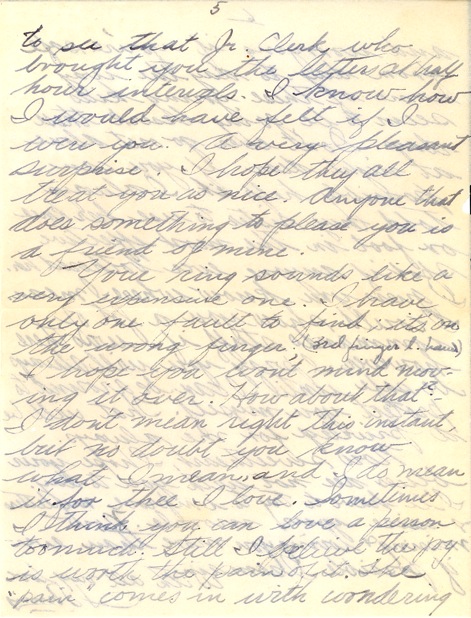 5
to see that Jr. Clerk who
brought you the letters at half
hour intervals. I know how
I would have felt if I
were you. A very pleasant
surprise. I hope they all
treat you as nice. Anyone that
does something to please you is
a friend of mine.
Your ring sounds like a
very expensive one. I have
only one fault to find; it's on
the wrong finger, (3rd finger l. hand)
I hope you won't mind mov-
ing it over. How about that?
I don't mean right this instant,
but no doubt you know
what I mean, and I do mean
it for thee I love. Sometimes
I think you can love a person
too much. Still I believe the joy
is worth the pain of it. The
"pain" comes in with wondering